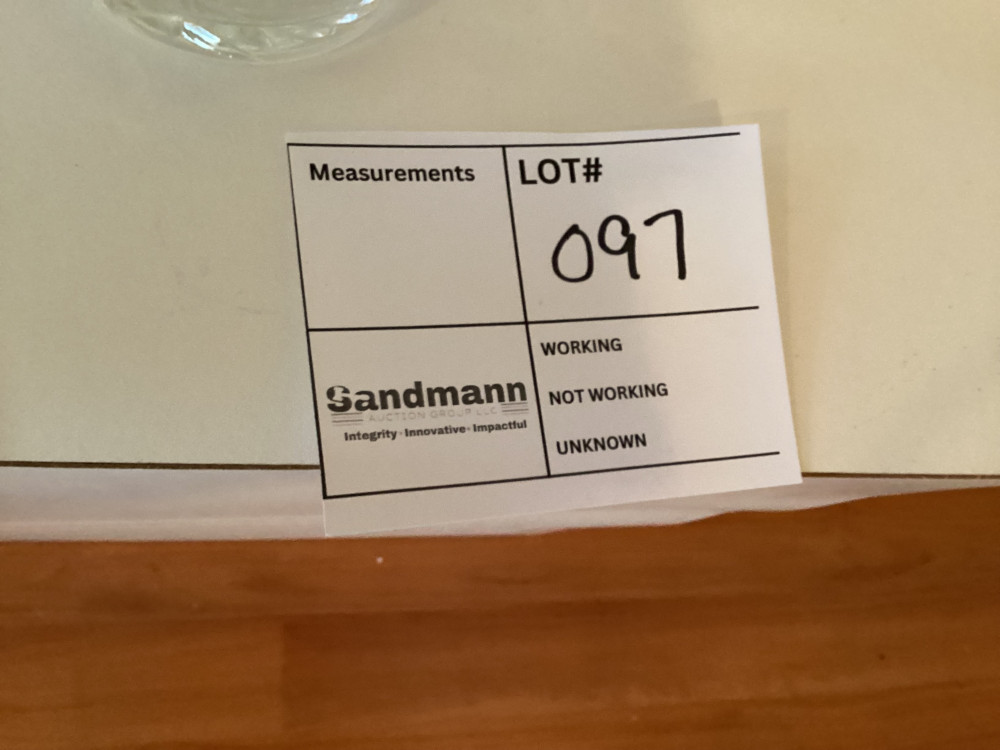 Measurements
LOT#
097
WORKING
NOT WORKING
UNKNOWN
Sandmann
AUCTION GROUP LLC
Integrity · Innovative · Impactful